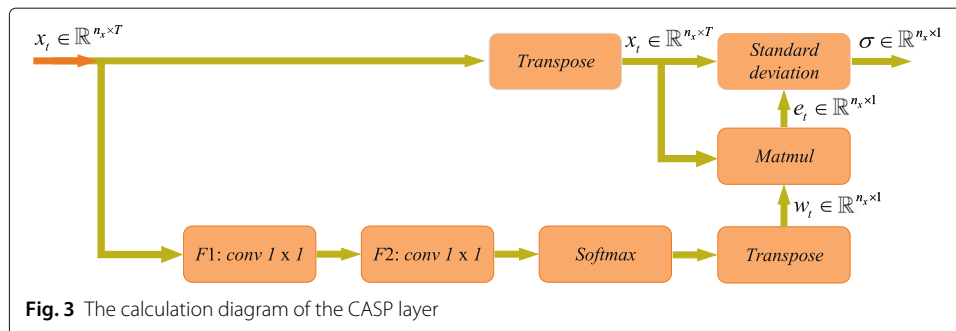 x_t ∈ ℝ^{n_x×T}
x_t ∈ ℝ^{n_x×T}
σ ∈ ℝ^{n_x×1}
Transpose
Standard
deviation
e_t ∈ ℝ^{n_x×1}
Matmul
w_t ∈ ℝ^{n_x×1}
F1: conv 1 x 1
F2: conv 1 x 1
Softmax
Transpose
Fig. 3 The calculation diagram of the CASP layer